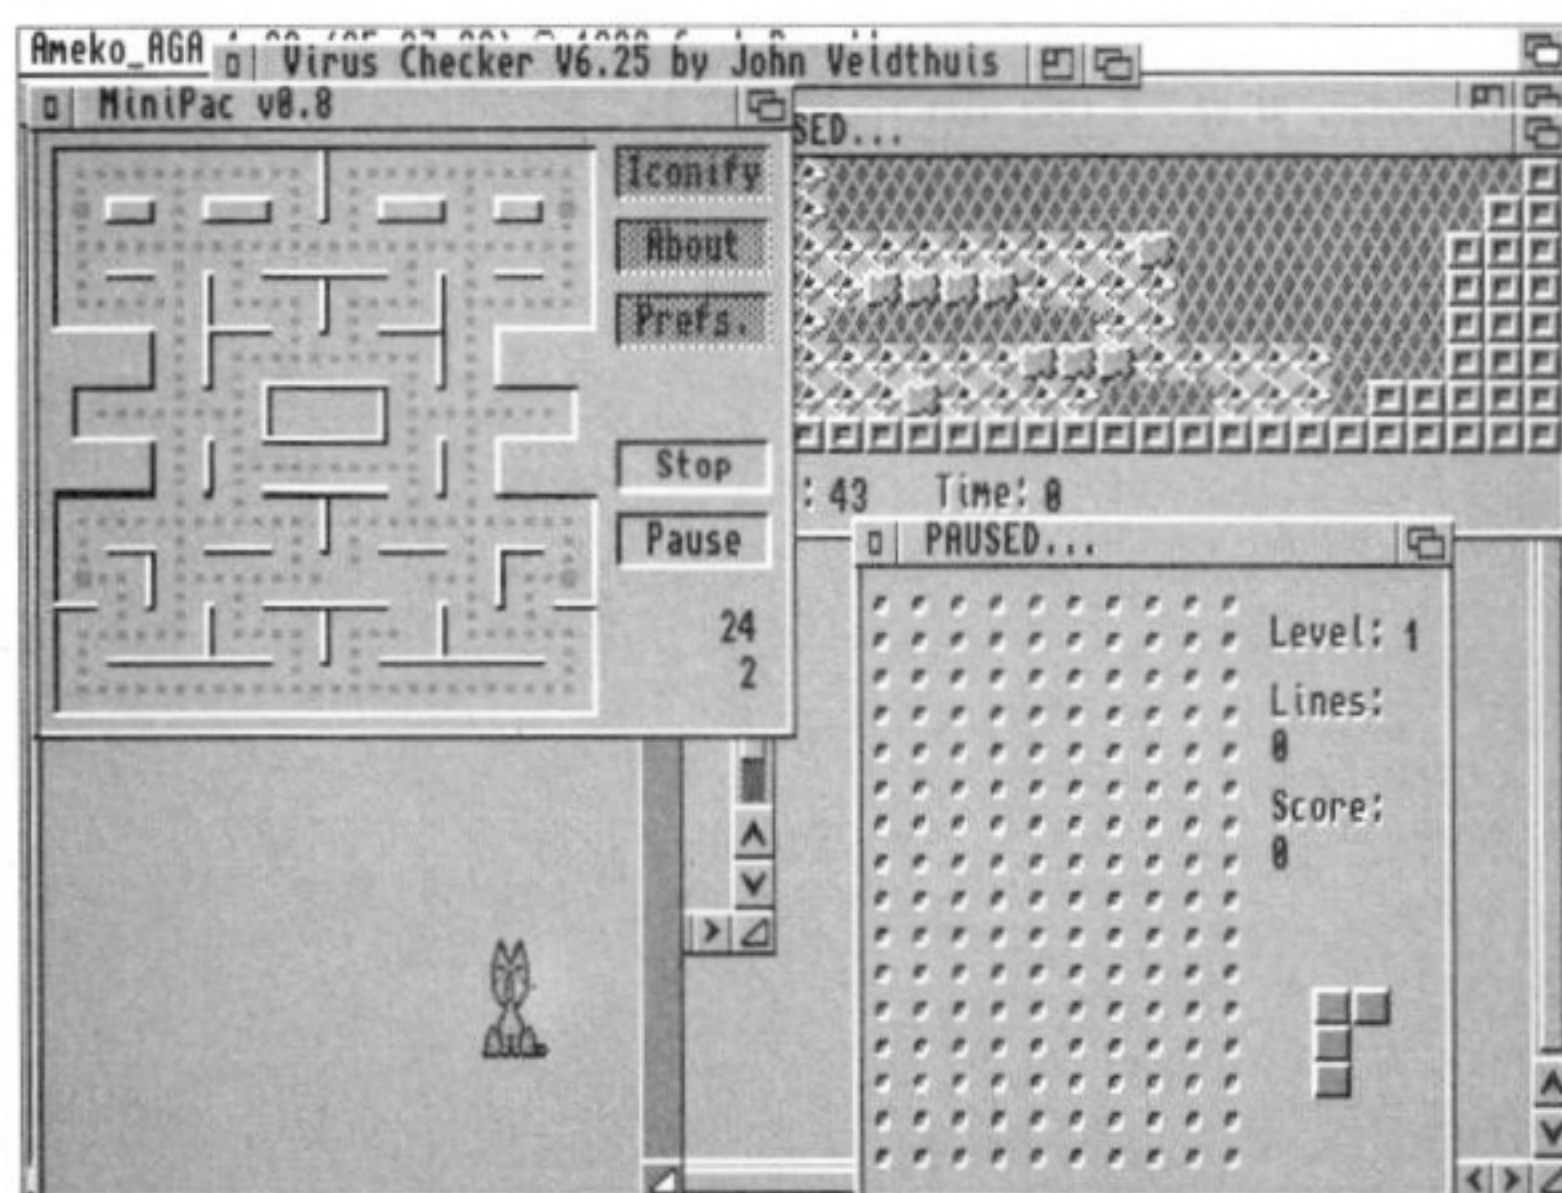 Ameko_AGA
Virus Checker V6.25 by John Veldthuis
MiniPac v0.8
SED...
Iconify
About
Prefs.
Stop
: 43 Time: 0
Pause
PAUSED...
24
2
Level: 1
Lines:
0
Score:
0